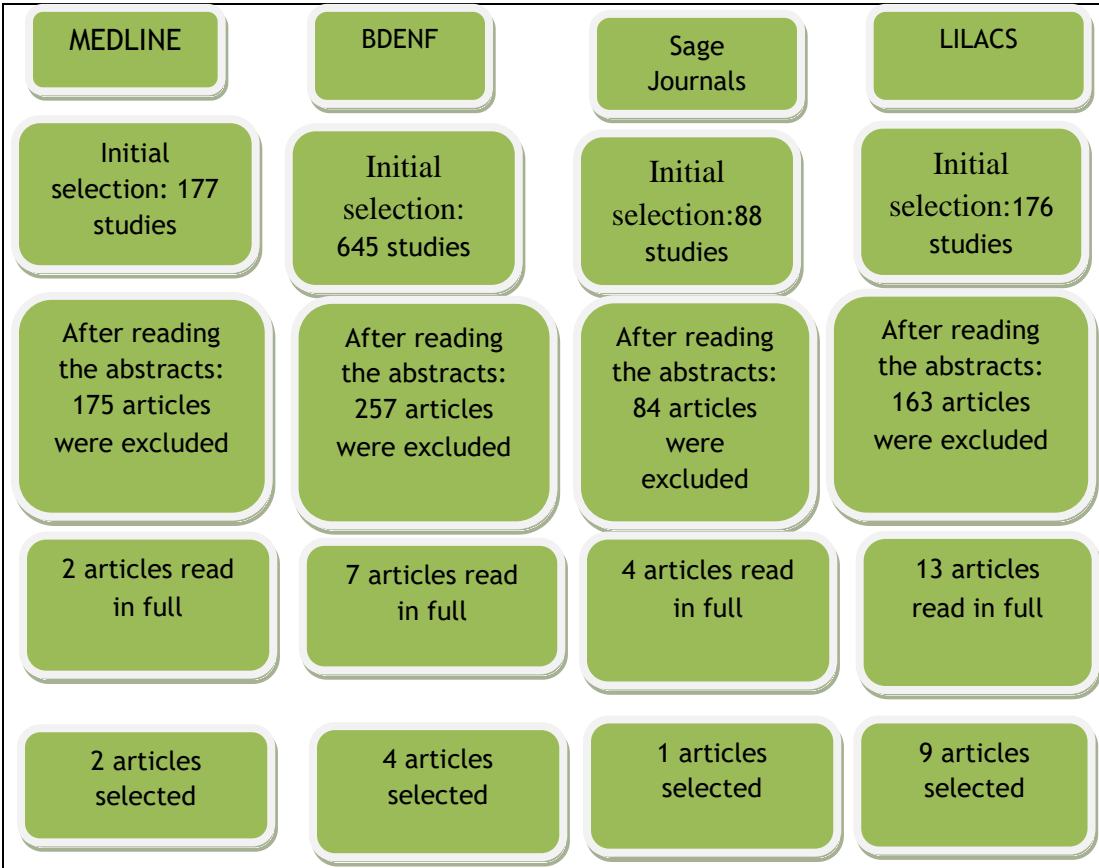 MEDLINE
BDENF
Sage
Journals
LILACS
Initial
selection: 177
studies
Initial
selection:
645 studies
Initial
selection:88
studies
Initial
selection:176
studies
After reading
the abstracts:
175 articles
were excluded
After reading
the abstracts:
257 articles
were excluded
After reading
the abstracts:
84 articles
were
excluded
After reading
the abstracts:
163 articles
were excluded
2 articles read
in full
7 articles read
in full
4 articles read
in full
13 articles
read in full
2 articles
selected
4 articles
selected
1 articles
selected
9 articles
selected